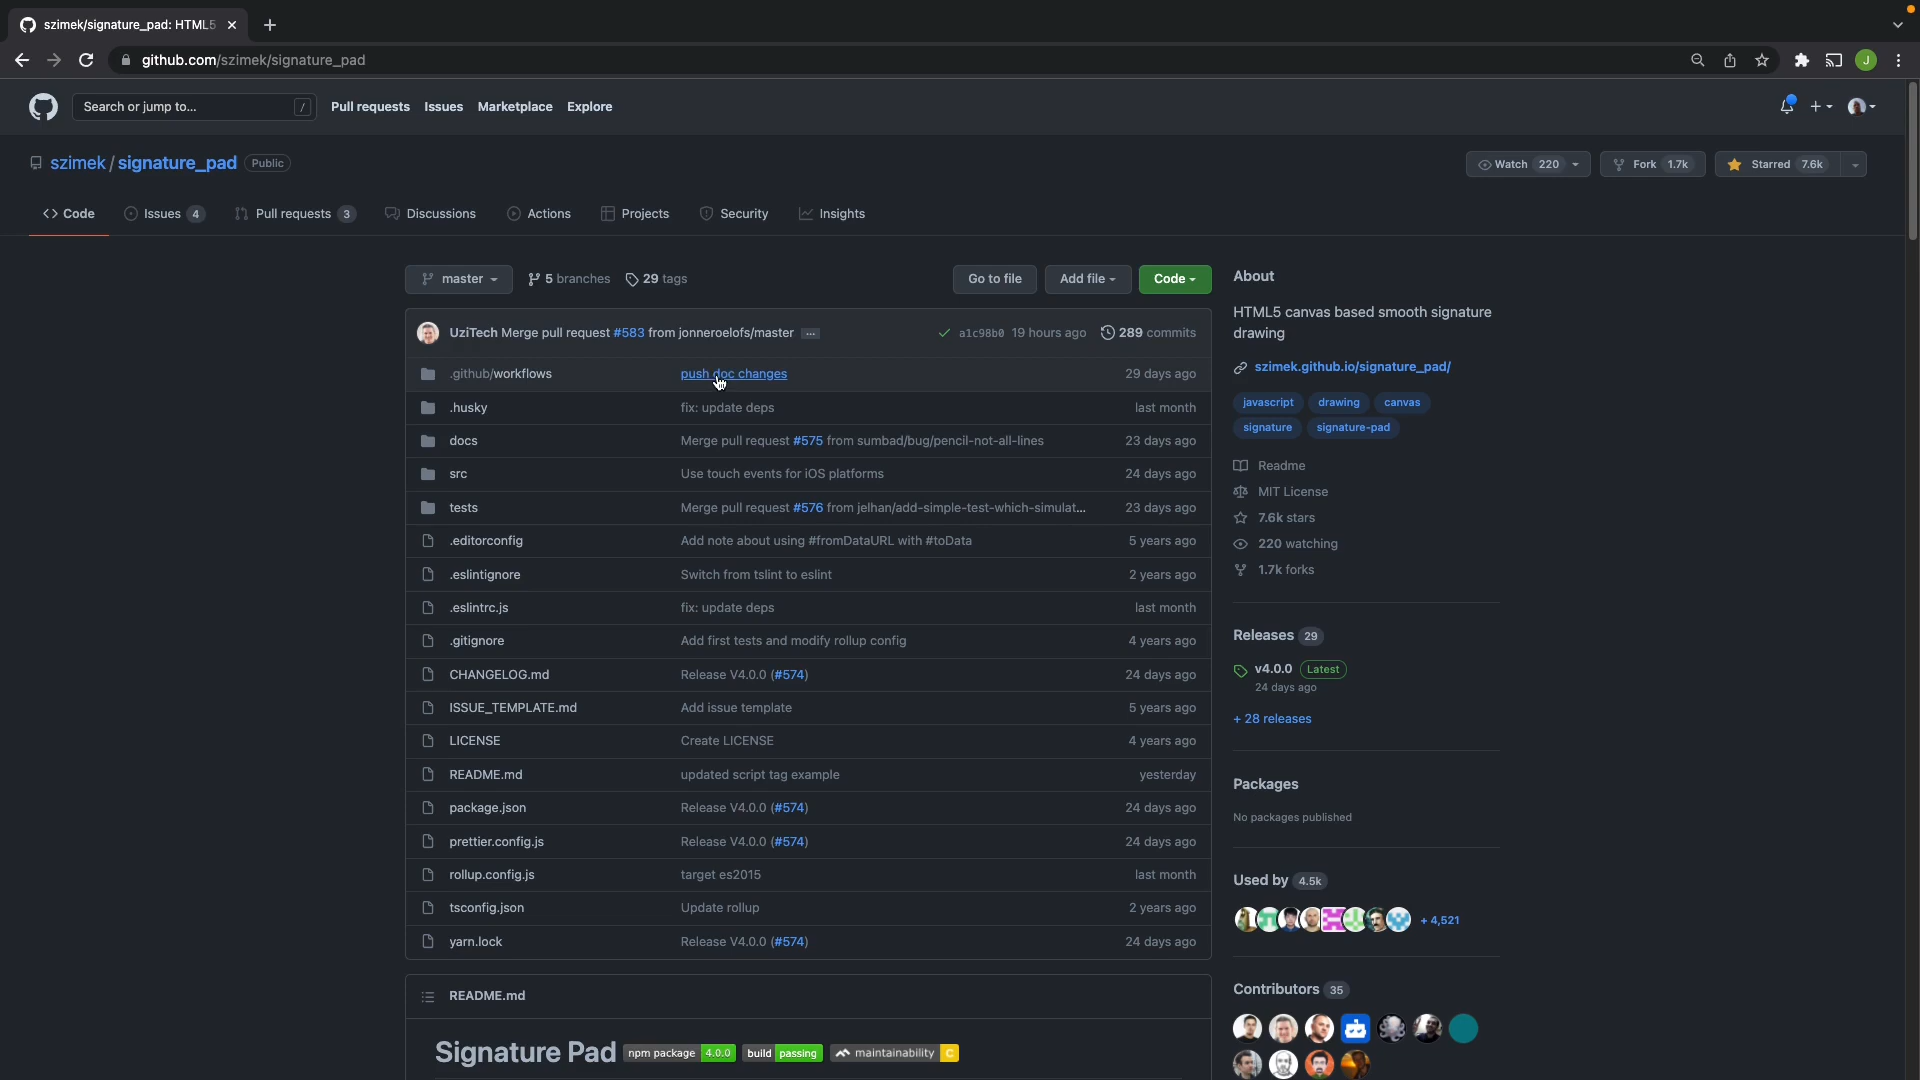 szimek/signature_pad: HTML5
github.com/szimek/signature_pad
J
Search or jump to... /
Pull requests Issues Marketplace Explore
szimek / signature_pad Public
Watch 220 Fork 1.7k Starred 7.6k
Code Issues 4 Pull requests 3 Discussions Actions Projects Security Insights
master 5 branches 29 tags Go to file Add file Code
UziTech Merge pull request #583 from jonneroelofs/master ... a1c98b0 19 hours ago 289 commits
.github/workflows push doc changes 29 days ago
.husky fix: update deps last month
docs Merge pull request #575 from sumbad/bug/pencil-not-all-lines 23 days ago
src Use touch events for iOS platforms 24 days ago
tests Merge pull request #576 from jelhan/add-simple-test-which-simulat... 23 days ago
.editorconfig Add note about using #fromDataURL with #toData 5 years ago
.eslintignore Switch from tslint to eslint 2 years ago
.eslintrc.js fix: update deps last month
.gitignore Add first tests and modify rollup config 4 years ago
CHANGELOG.md Release V4.0.0 (#574) 24 days ago
ISSUE_TEMPLATE.md Add issue template 5 years ago
LICENSE Create LICENSE 4 years ago
README.md updated script tag example yesterday
package.json Release V4.0.0 (#574) 24 days ago
prettier.config.js Release V4.0.0 (#574) 24 days ago
rollup.config.js target es2015 last month
tsconfig.json Update rollup 2 years ago
yarn.lock Release V4.0.0 (#574) 24 days ago
README.md
Signature Pad npm package 4.0.0 build passing maintainability C
About
HTML5 canvas based smooth signature
drawing
szimek.github.io/signature_pad/
javascript drawing canvas
signature signature-pad
Readme
MIT License
7.6k stars
220 watching
1.7k forks
Releases 29
v4.0.0 Latest
24 days ago
+ 28 releases
Packages
No packages published
Used by 4.5k
+ 4,521
Contributors 35